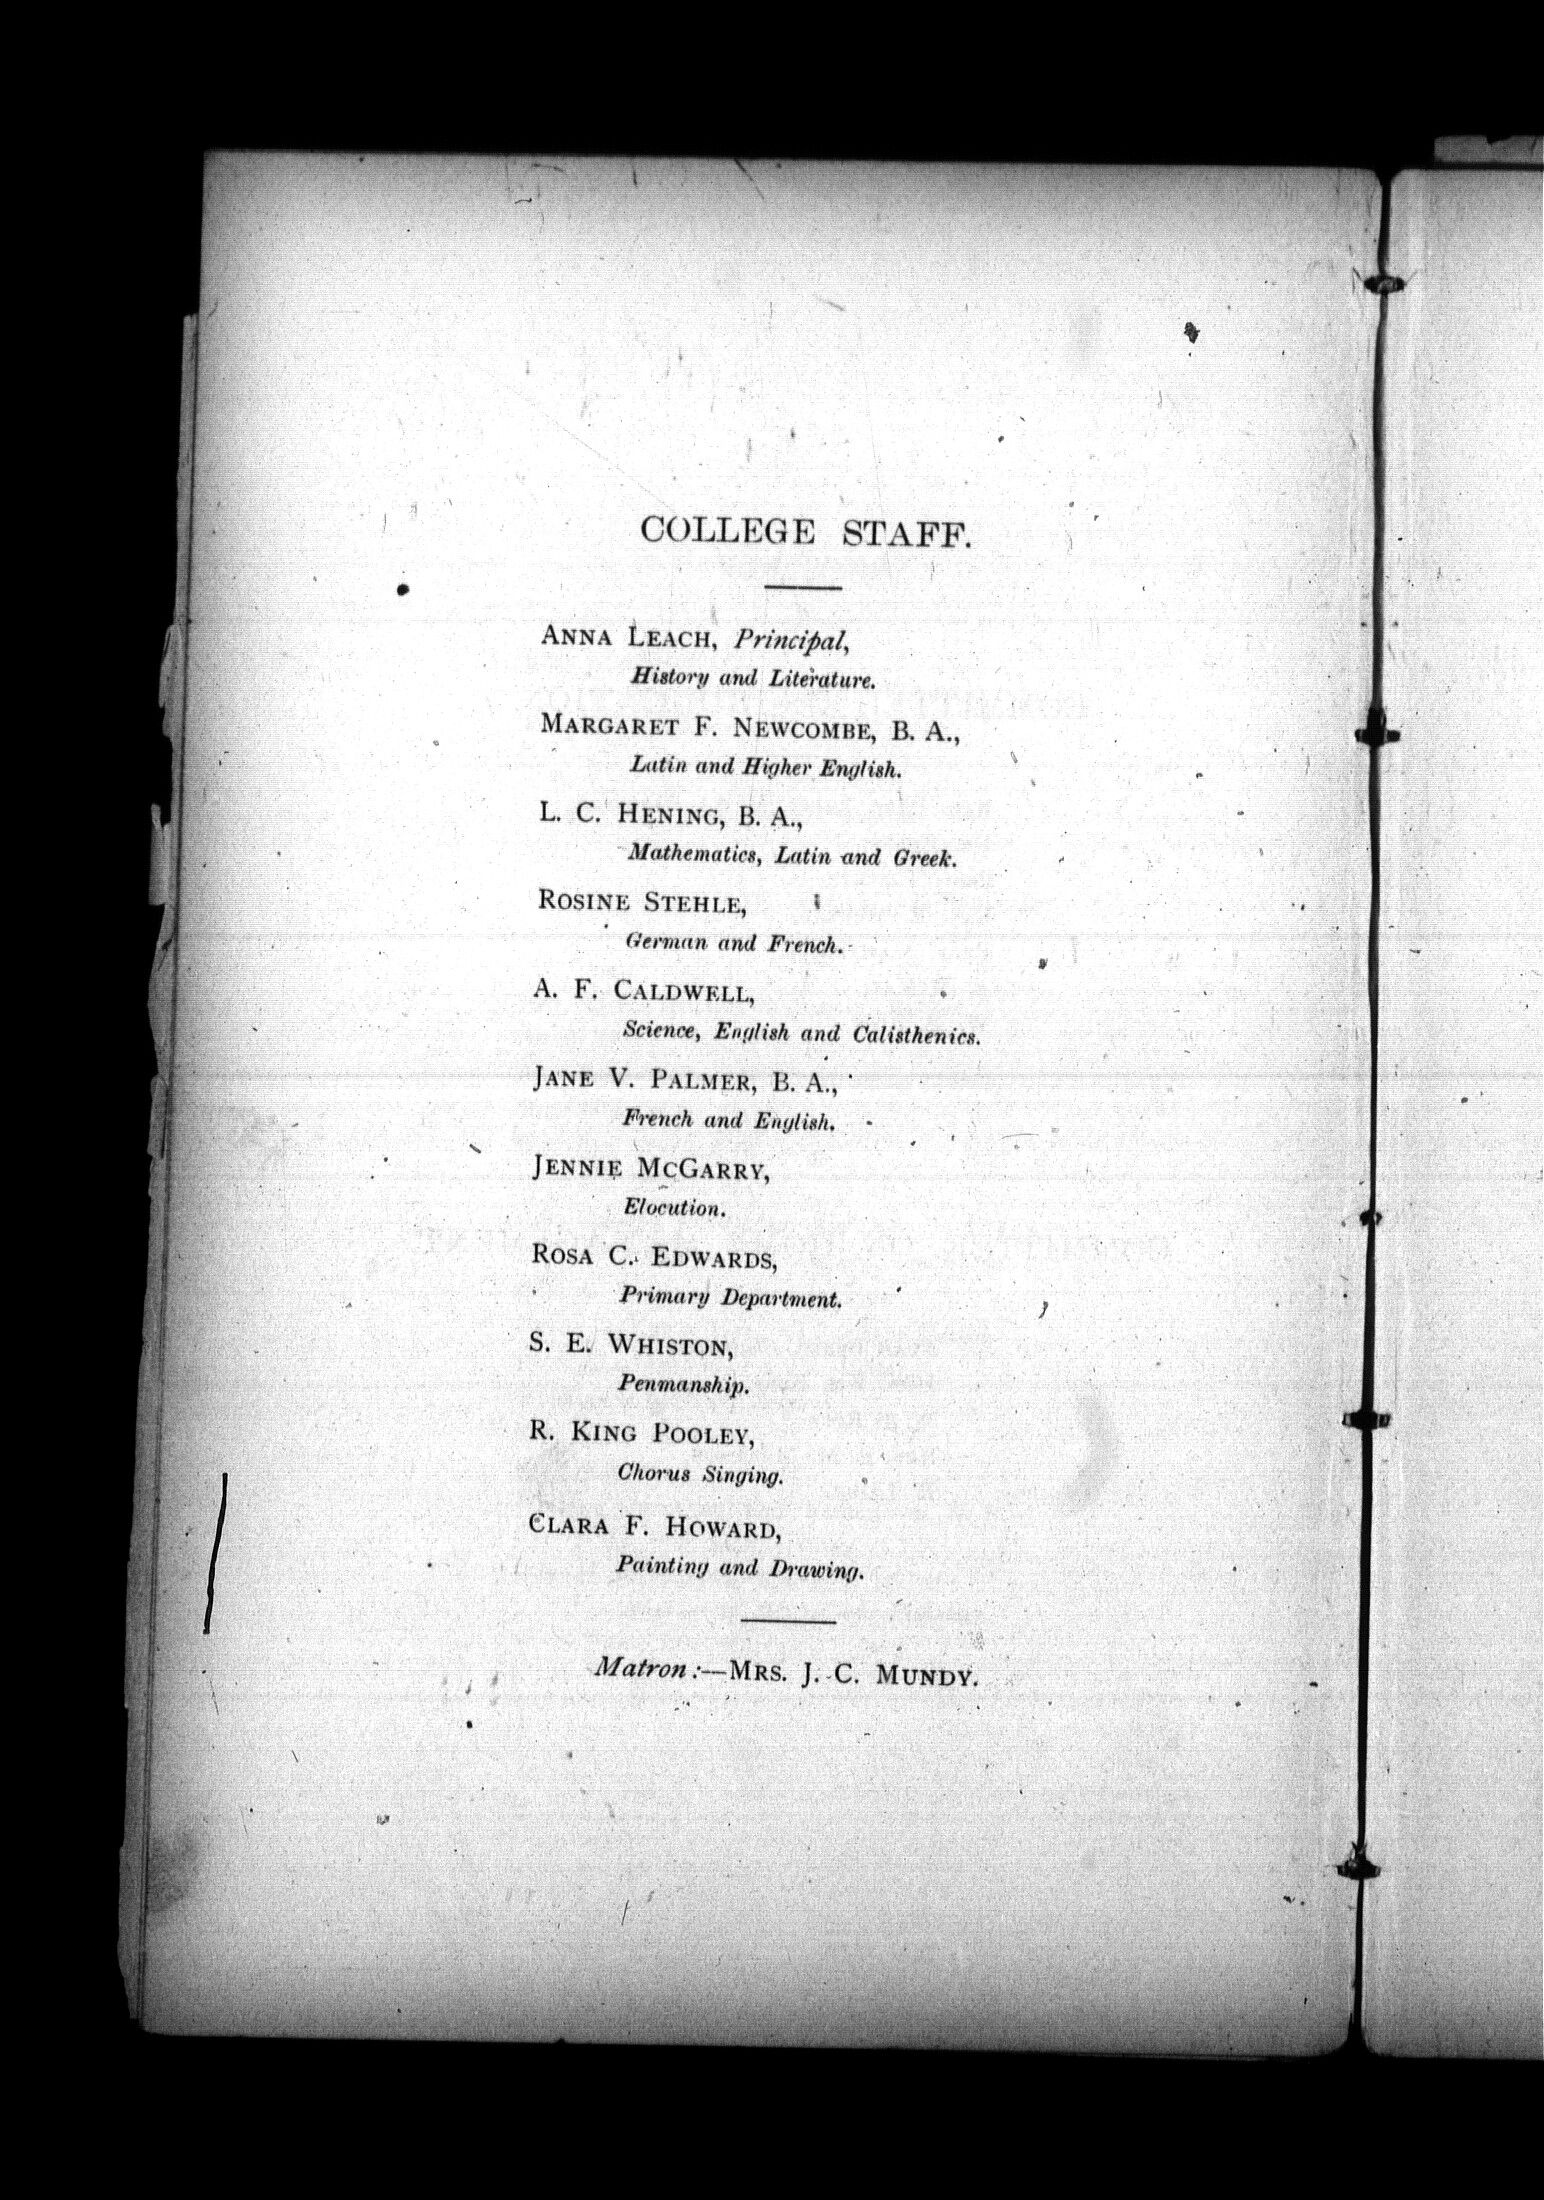 COLLEGE STAFF.
ANNA LEACH, Principal,
History and Literature.
MARGARET F. NEWCOMBE, B. A.,
Latin and Higher English.
L. C. HENING, B. A.,
Mathematics, Latin and Greek.
ROSINE STEHLE,
German and French.
A. F. CALDWELL,
Science, English and Calisthenics.
JANE V. PALMER, B. A.,
French and English.
JENNIE MCGARRY,
Elocution.
ROSA C. EDWARDS,
Primary Department.
S. E. WHISTON,
Penmanship.
R. KING POOLEY,
Chorus Singing.
CLARA F. HOWARD,
Painting and Drawing.
Matron:—MRS. J. C. MUNDY.